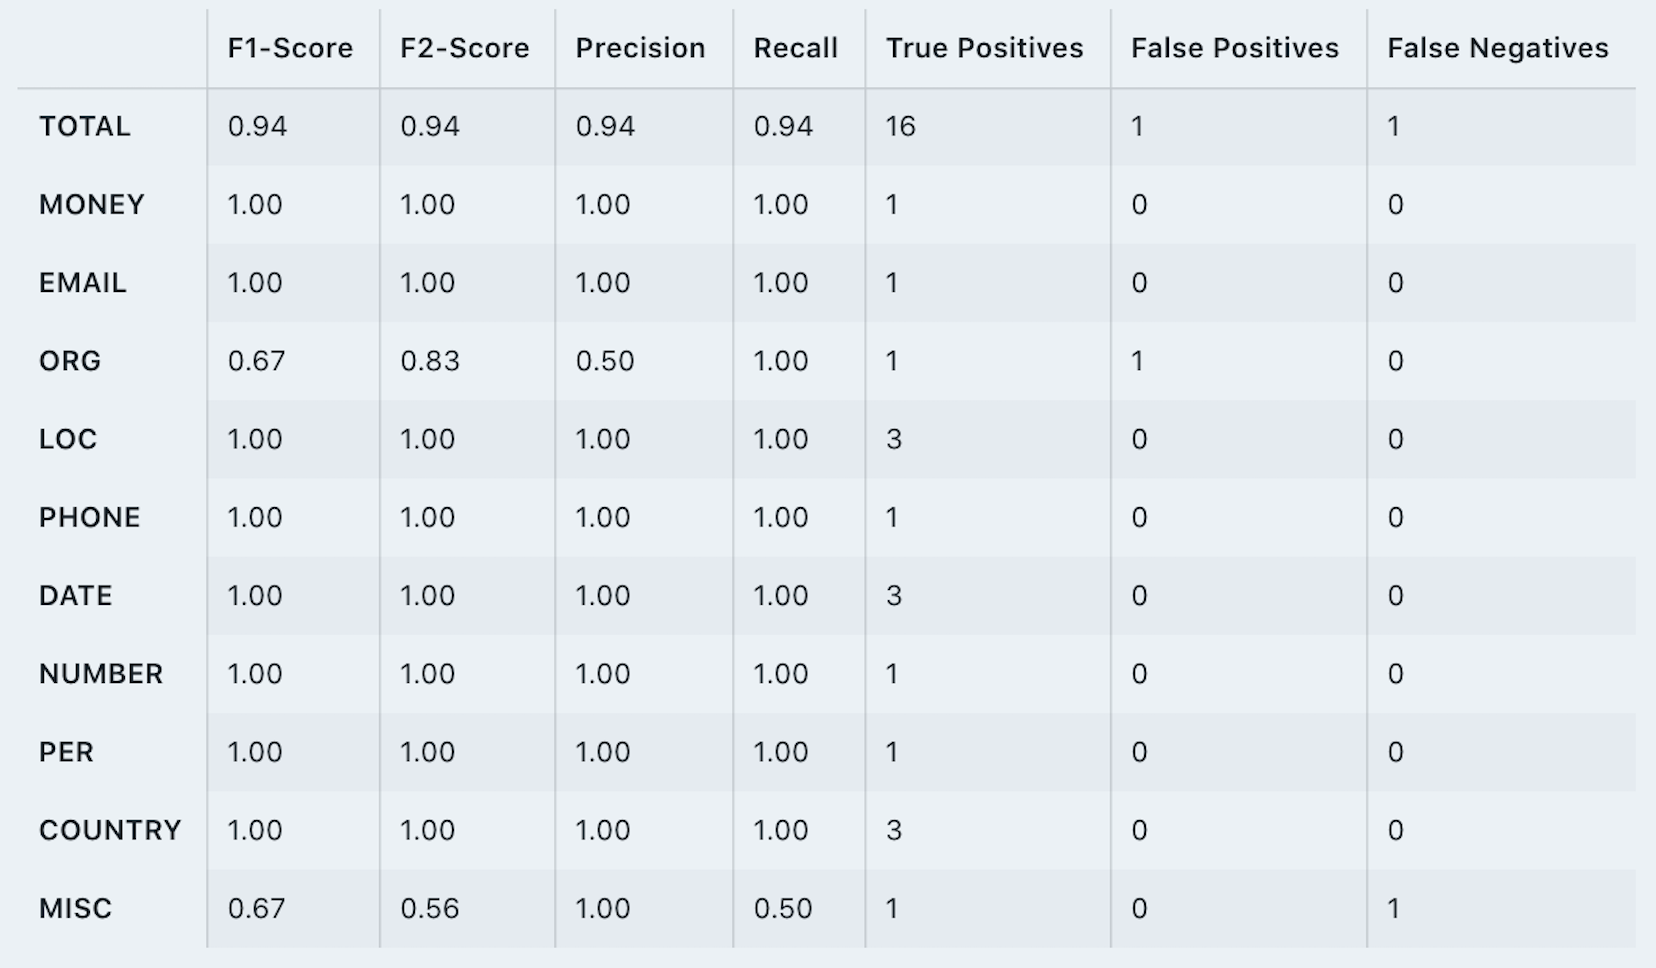 F1-Score F2-Score Precision Recall True Positives False Positives False Negatives
TOTAL 0.94 0.94 0.94 0.94 16 1 1
MONEY 1.00 1.00 1.00 1.00 1 0 0
EMAIL 1.00 1.00 1.00 1.00 1 0 0
ORG 0.67 0.83 0.50 1.00 1 1 0
LOC 1.00 1.00 1.00 1.00 3 0 0
PHONE 1.00 1.00 1.00 1.00 1 0 0
DATE 1.00 1.00 1.00 1.00 3 0 0
NUMBER 1.00 1.00 1.00 1.00 1 0 0
PER 1.00 1.00 1.00 1.00 1 0 0
COUNTRY 1.00 1.00 1.00 1.00 3 0 0
MISC 0.67 0.56 1.00 0.50 1 0 1